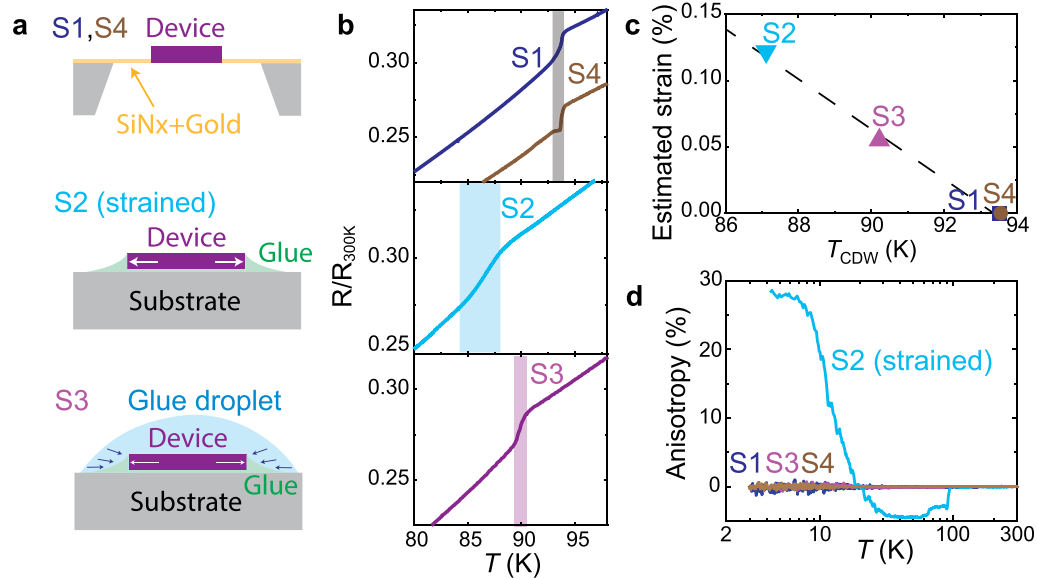 a
S1,S4 Device
SiNx+Gold
S2 (strained)
Device
Glue
Substrate
S3 Glue droplet
Device
Glue
Substrate
b
R/R300K
0.30
0.25
S1
S4
0.30
0.25
S2
0.30
0.25
S3
80 85 90 95
T (K)
c
Estimated strain (%)
0.15
0.10
0.05
0.00
S2
S3
S1 S4
86 88 90 92 94
TCDW (K)
d
Anisotropy (%)
30
20
10
0
S2 (strained)
S1S3S4
2 10 100 300
T (K)